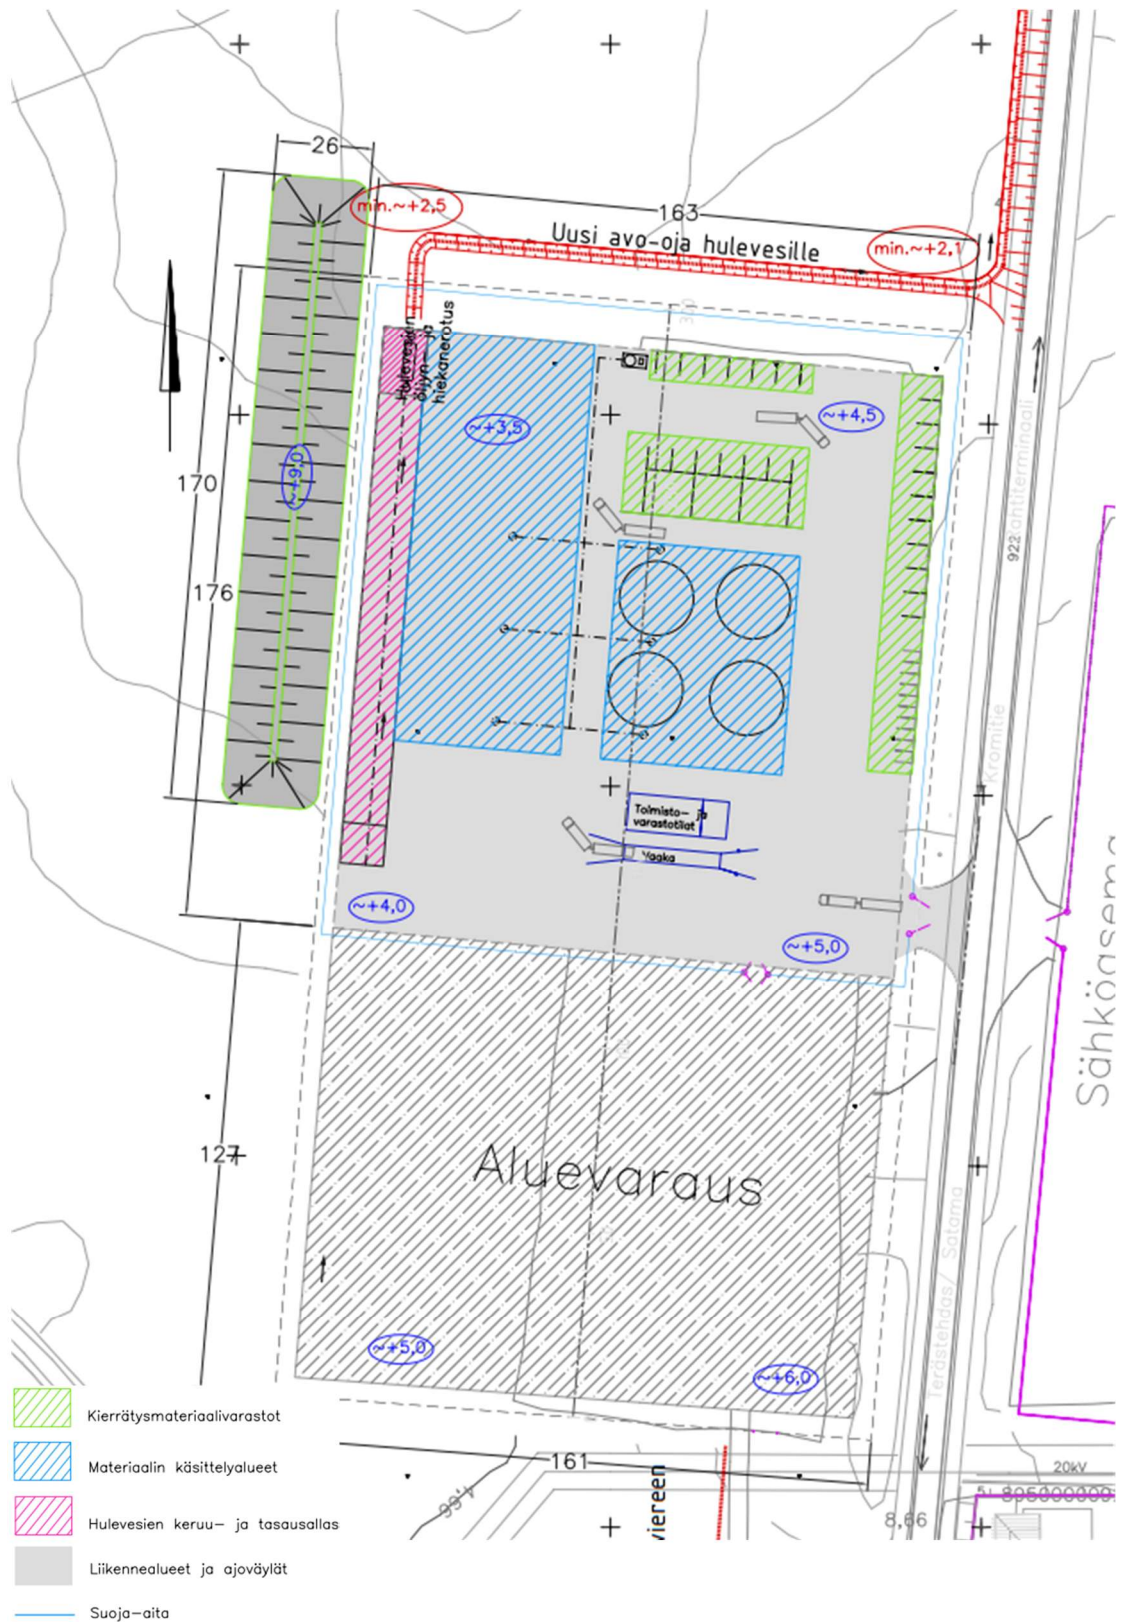 26
min.~+2,5
163
Uusi avo-oja hulevesille
min.~+2,1
Hulevesien
öljyn- ja
hiekanerotus
~+3,5
~+4,5
~+9,0
170
176
922
Kromitie
Toimisto- ja
varastotilat
Vaaka
~+4,0
~+5,0
Sähköasema
127
Aluevaraus
Terästehdas/ Satama
~+5,0
~+6,0
161
viereen
20kV
8,66
Kierrätysmateriaalivarastot
Materiaalin käsittelyalueet
Hulevesien keruu- ja tasausallas
Liikennealueet ja ajoväylät
Suoja-aita